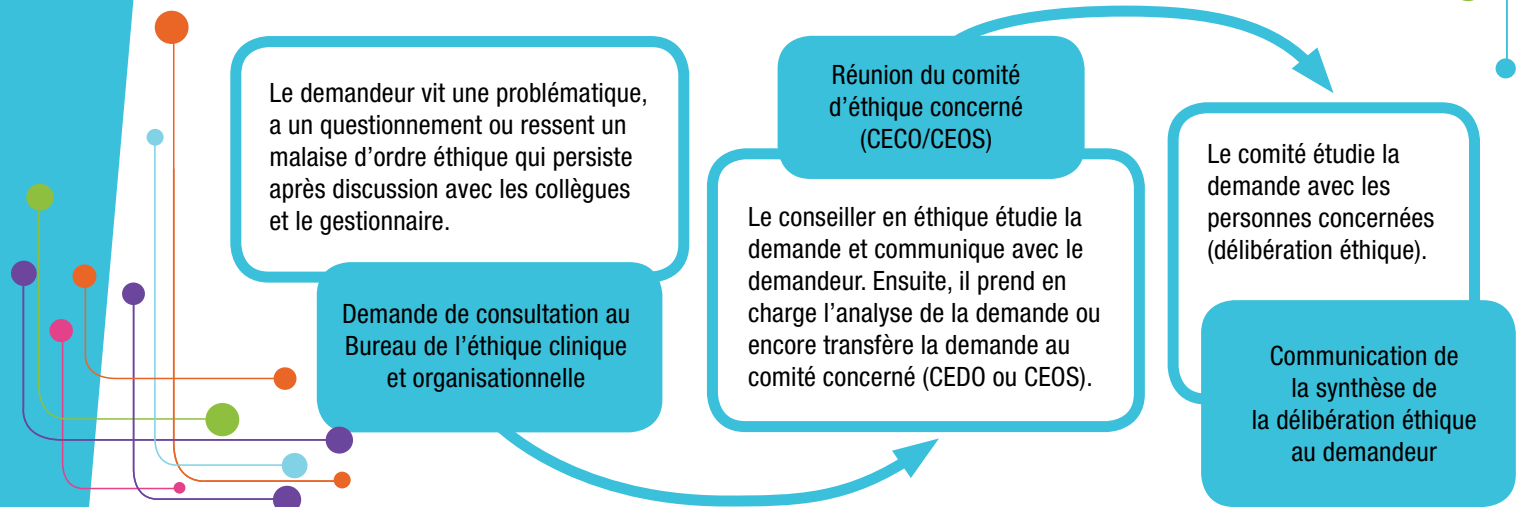 Le demandeur vit une problématique,
a un questionnement ou ressent un
malaise d'ordre éthique qui persiste
après discussion avec les collègues
et le gestionnaire.
Demande de consultation au
Bureau de l'éthique clinique
et organisationnelle
Réunion du comité
d'éthique concerné
(CECO/CEOS)
Le conseiller en éthique étudie la
demande et communique avec le
demandeur. Ensuite, il prend en
charge l'analyse de la demande ou
encore transfère la demande au
comité concerné (CEDO ou CEOS).
Le comité étudie la
demande avec les
personnes concernées
(délibération éthique).
Communication de
la synthèse de
la délibération éthique
au demandeur